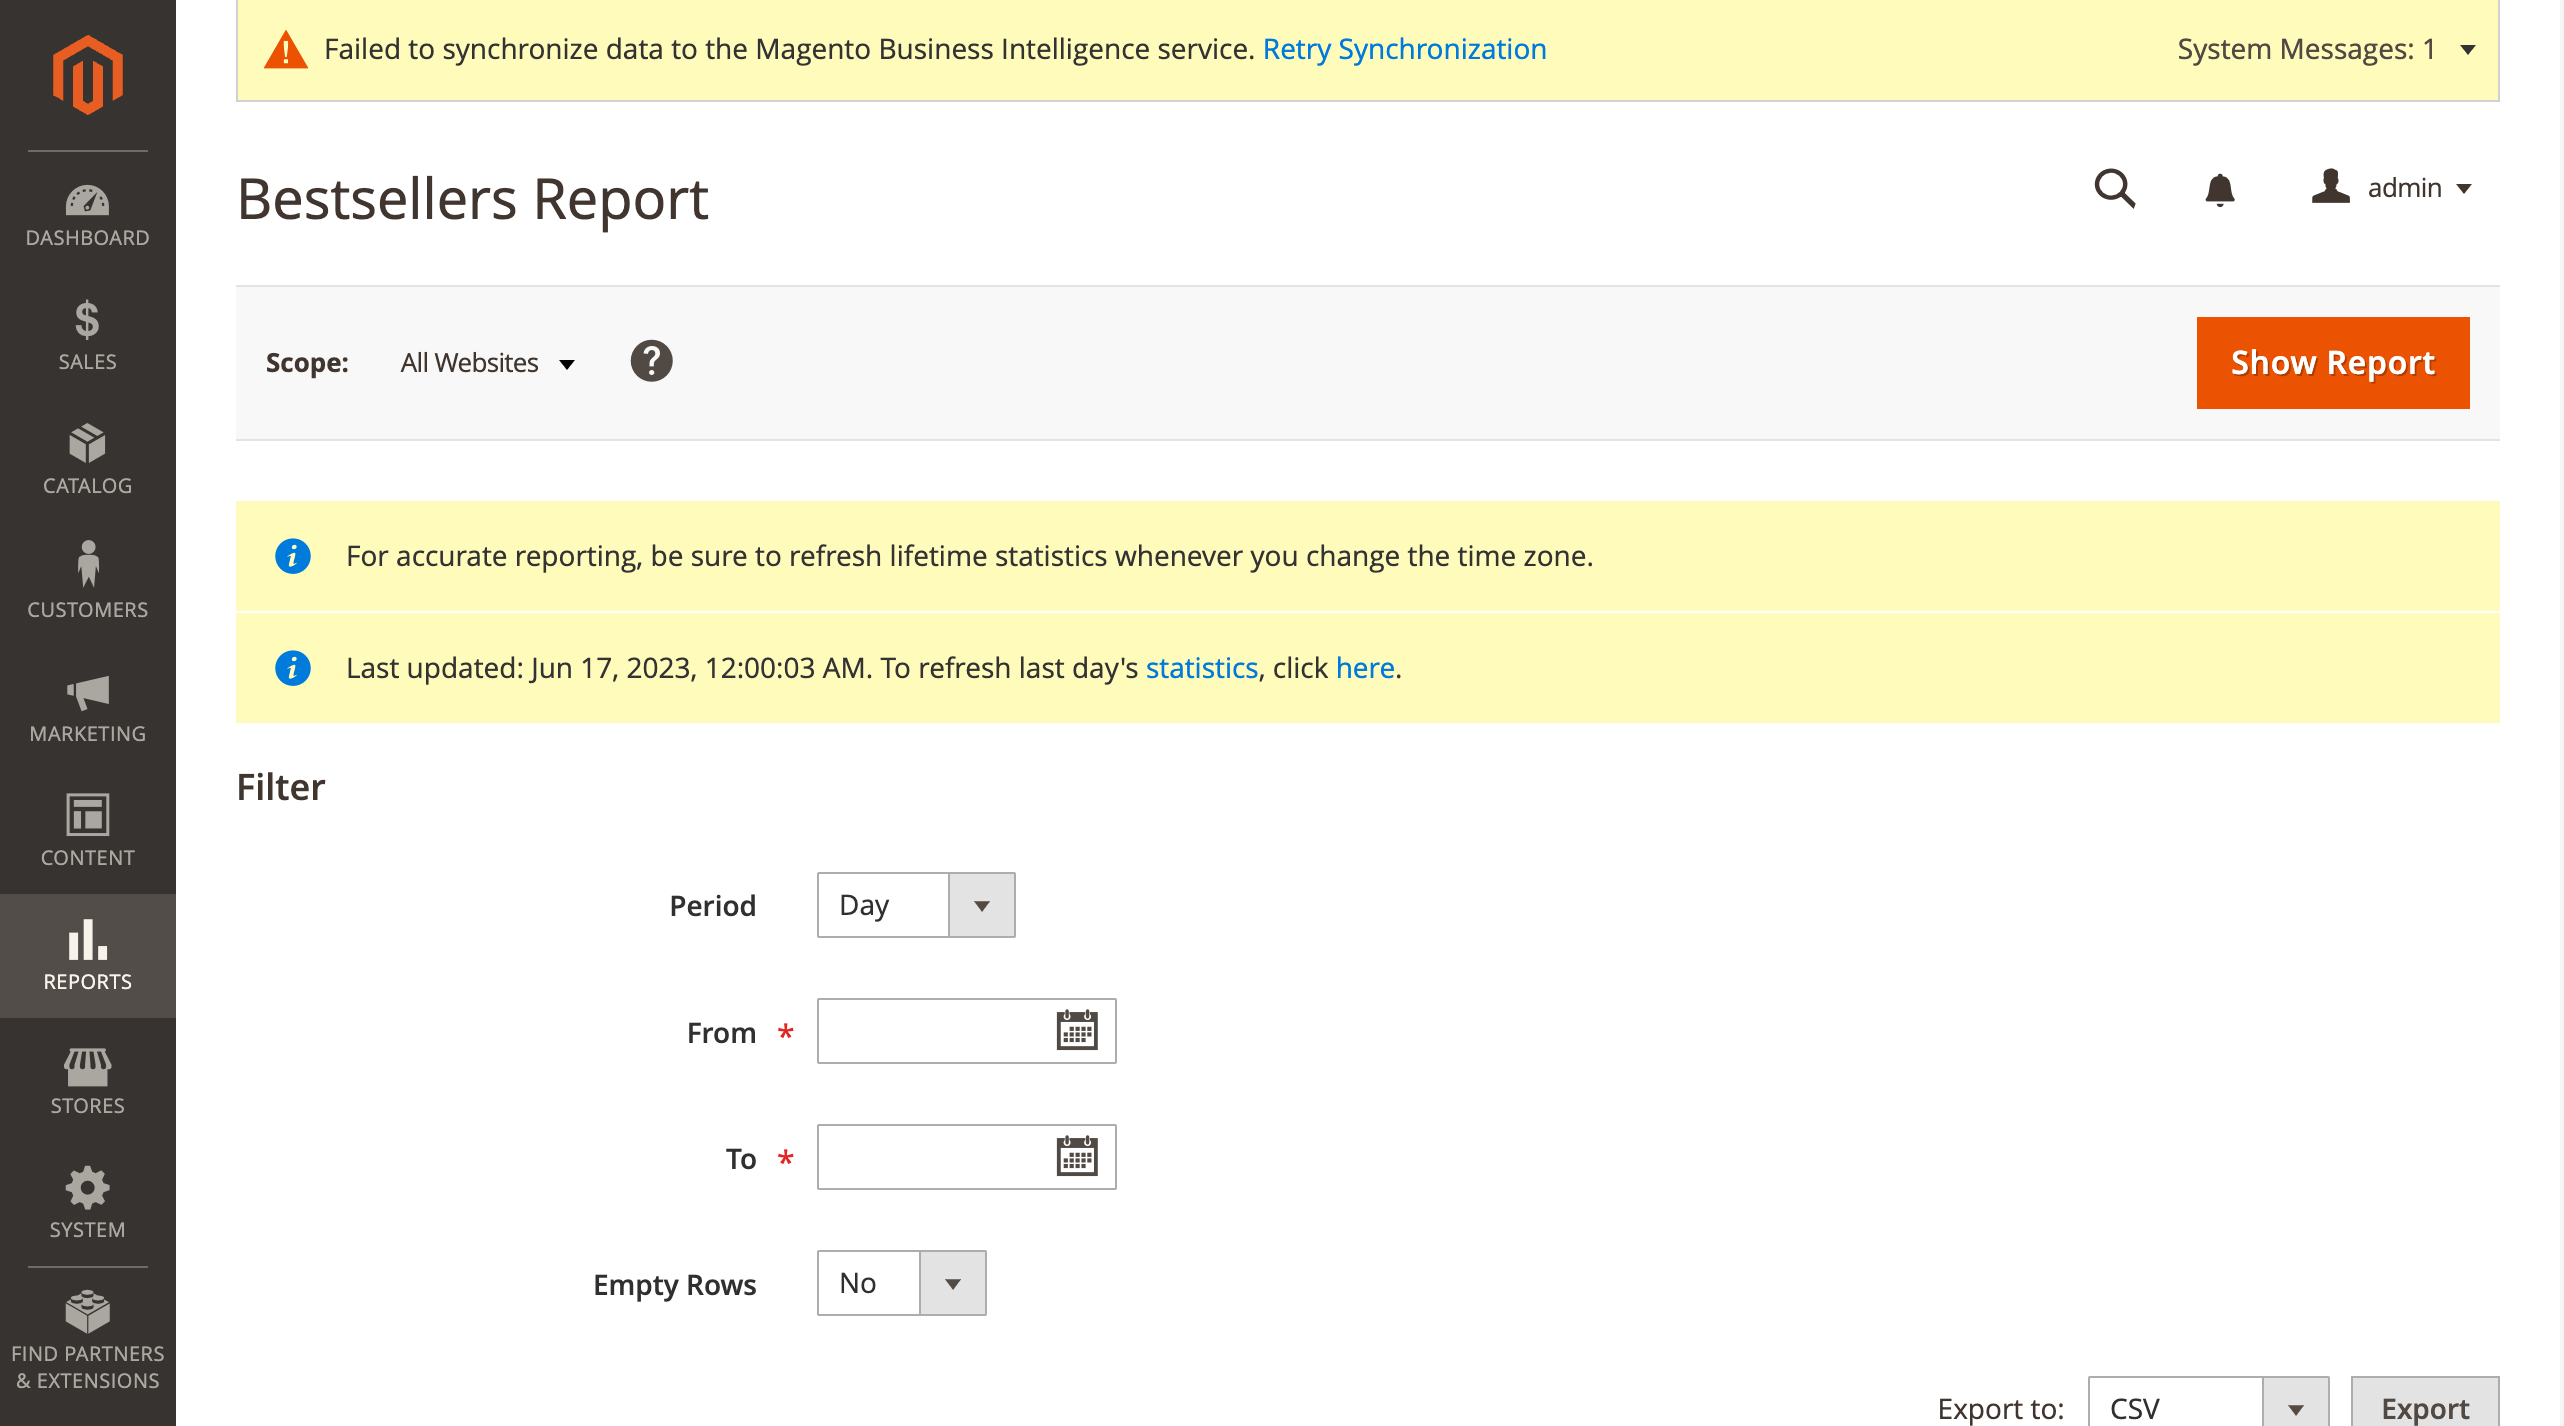 Failed to synchronize data to the Magento Business Intelligence service. Retry Synchronization
System Messages: 1
Bestsellers Report
admin
DASHBOARD
SALES
CATALOG
CUSTOMERS
MARKETING
CONTENT
REPORTS
STORES
SYSTEM
FIND PARTNERS
& EXTENSIONS
Scope: All Websites ?
Show Report
For accurate reporting, be sure to refresh lifetime statistics whenever you change the time zone.
Last updated: Jun 17, 2023, 12:00:03 AM. To refresh last day's statistics, click here.
Filter
Period Day
From *
To *
Empty Rows No
Export to: CSV Export